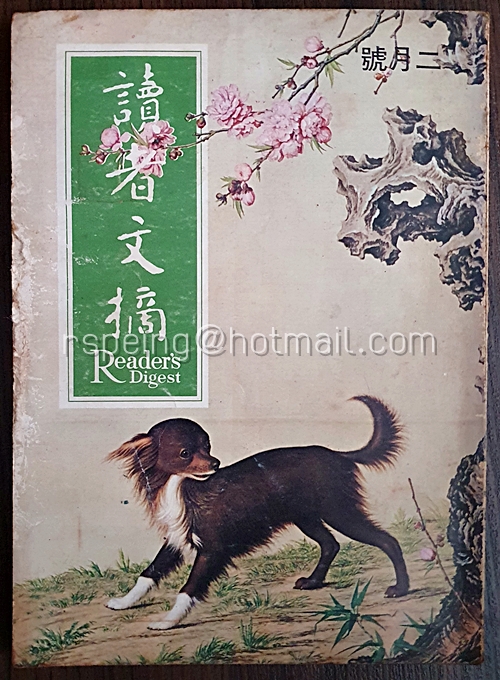 二月號
讀者文摘
Reader's
Digest
rspeing@hotmail.com